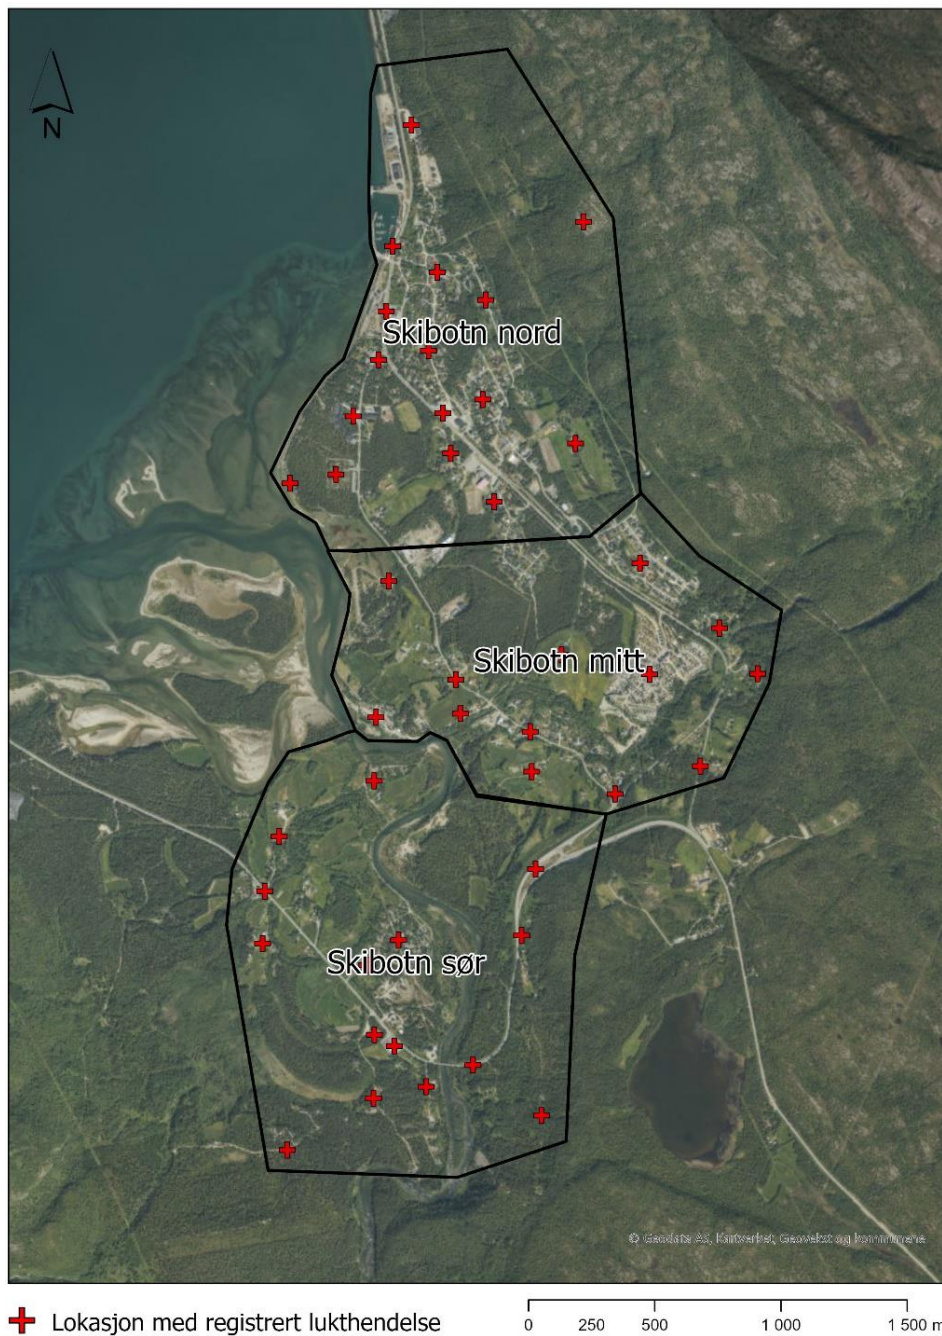 N
Skibotn nord
Skibotn mitt
Skibotn sør
© Geodata AS, Kartverket, Geovekst og kommunene
Lokasjon med registrert lukthendelse
0 250 500 1 000 1 500 m